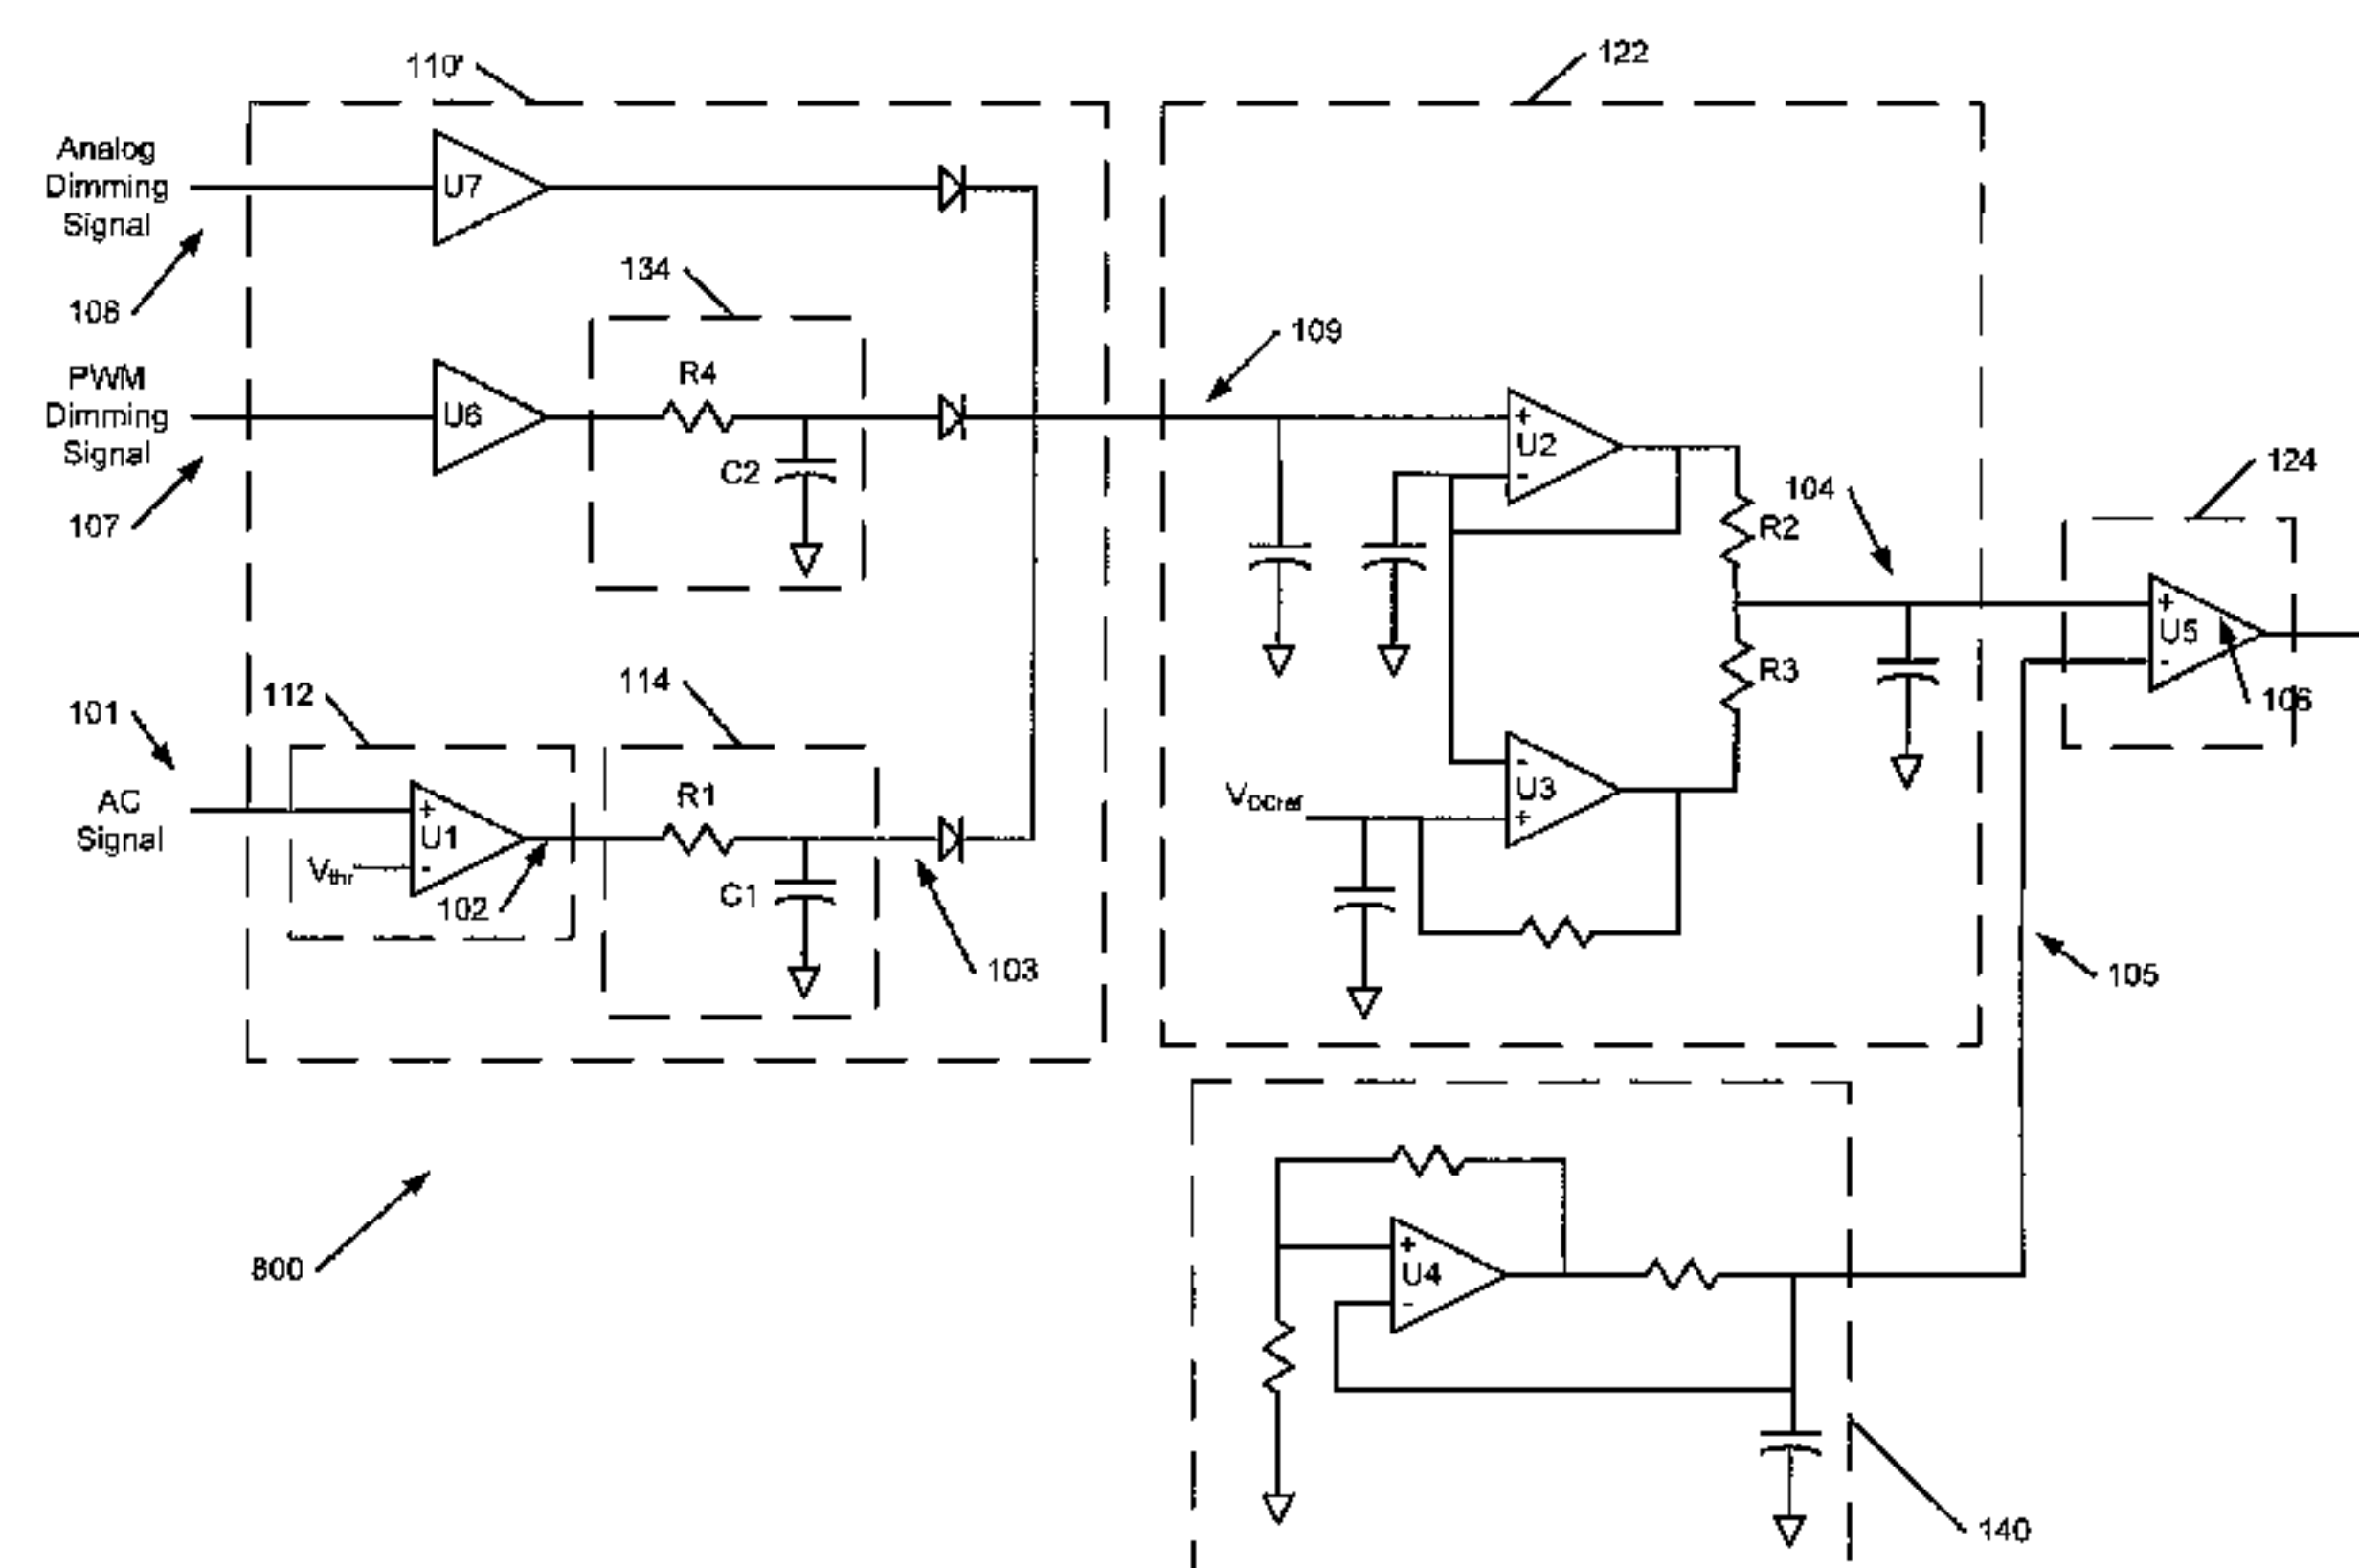 110'
122
Analog
Dimming
Signal
U7
108
134
109
PWM
Dimming
Signal
R4
U6
C2
107
+
U2
-
104
R2
124
+
U5
-
106
R3
101
112
114
AC
Signal
+
U1
-
Vthr
102
R1
C1
103
VDCref
-
U3
+
105
800
+
U4
-
140